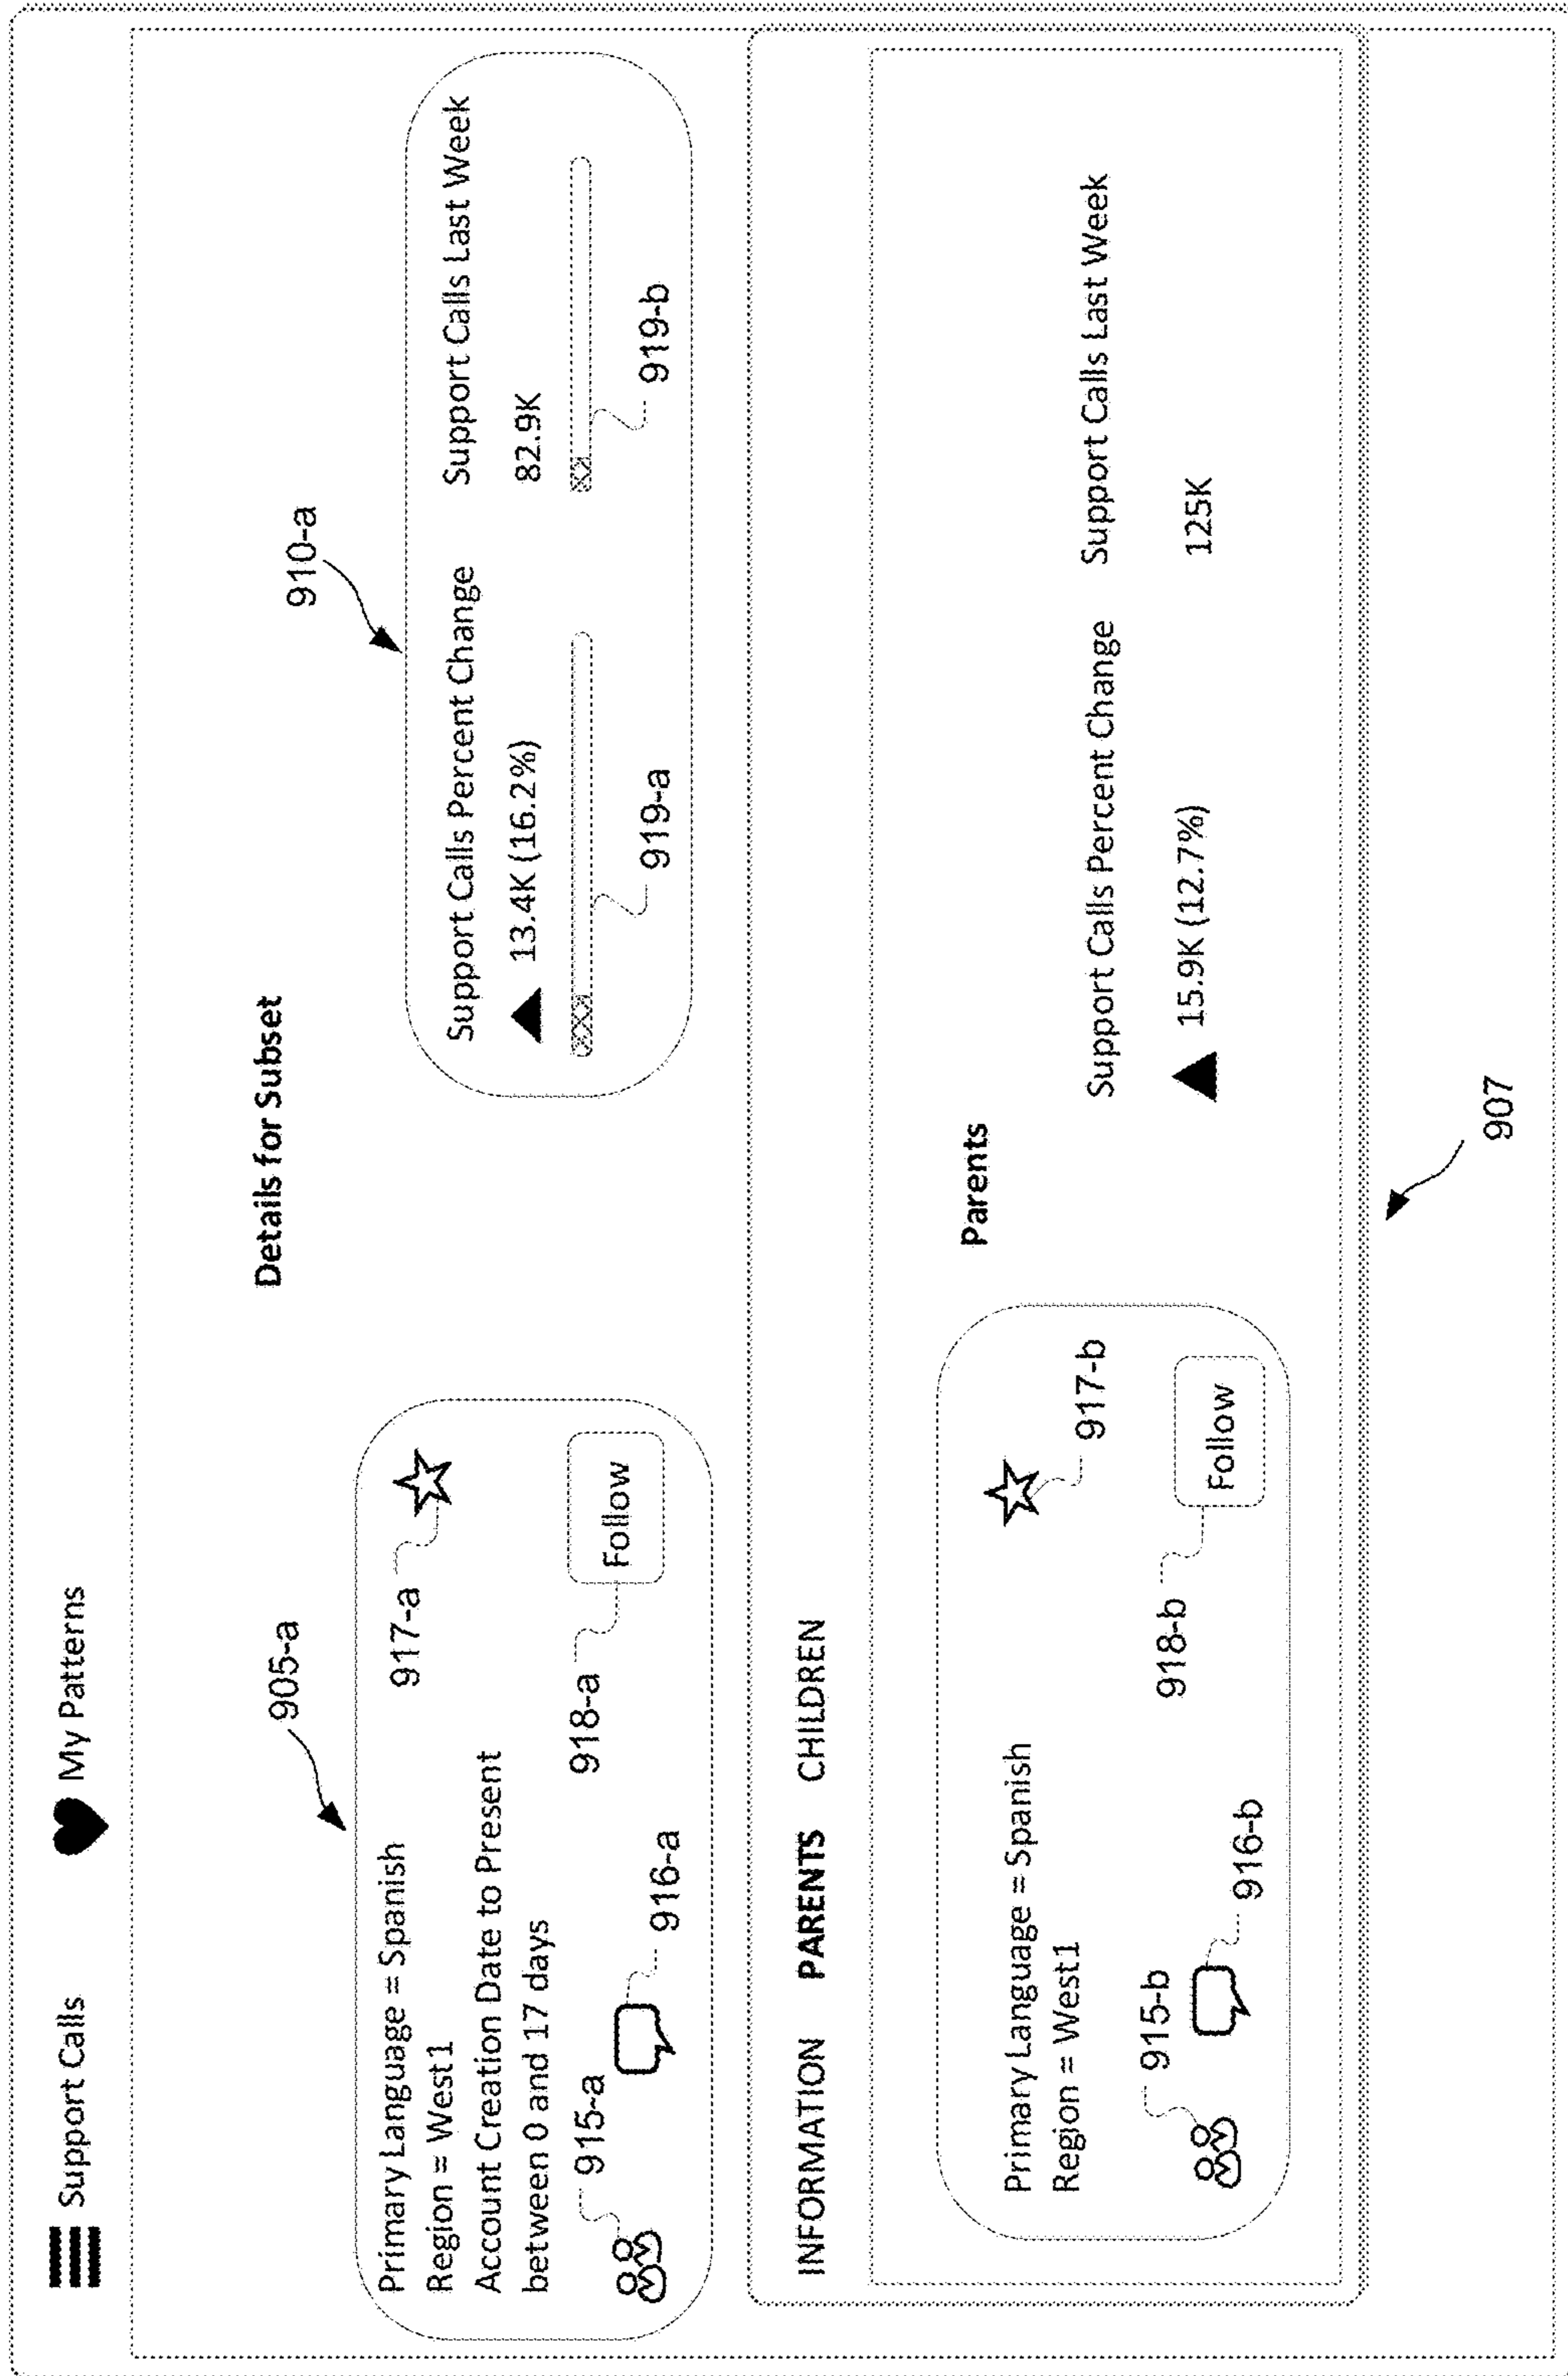 Support Calls
My Patterns
Details for Subset
905-a
Primary Language = Spanish
Region = West1
Account Creation Date to Present
between 0 and 17 days
915-a
916-a
917-a
918-a
Follow
910-a
Support Calls Percent Change
13.4K (16.2%)
919-a
Support Calls Last Week
82.9K
919-b
INFORMATION PARENTS CHILDREN
Parents
Primary Language = Spanish
Region = West1
915-b
916-b
917-b
918-b
Follow
Support Calls Percent Change
15.9K (12.7%)
Support Calls Last Week
125K
907